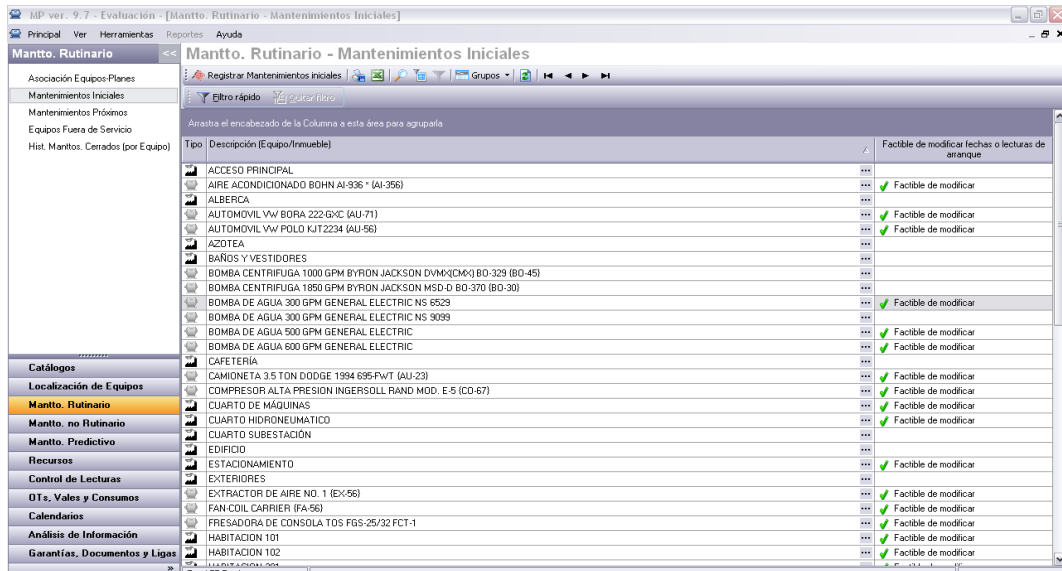 MP ver. 9.7 - Evaluación - [Mantto. Rutinario - Mantenimientos Iniciales]
Principal Ver Herramientas Reportes Ayuda
Mantto. Rutinario <<
Mantto. Rutinario - Mantenimientos Iniciales
Asociación Equipos-Planes
Mantenimientos Iniciales
Mantenimientos Próximos
Equipos Fuera de Servicio
Hist. Manttos. Cerrados (por Equipo)
Catálogos
Localización de Equipos
Mantto. Rutinario
Mantto. no Rutinario
Mantto. Predictivo
Recursos
Control de Lecturas
OTs, Vales y Consumos
Calendarios
Análisis de Información
Garantías, Documentos y Ligas
»
Registrar Mantenimientos iniciales Grupos
Filtro rápido Quitar filtro
Arrastra el encabezado de la Columna a esta área para agruparla
Tipo Descripción (Equipo/Inmueble) Factible de modificar fechas o lecturas de
arranque
ACCESO PRINCIPAL ...
AIRE ACONDICIONADO BOHN AI-936 * {AI-356} ... Factible de modificar
ALBERCA ...
AUTOMOVIL VW BORA 222-GXC {AU-71} ... Factible de modificar
AUTOMOVIL VW POLO KJT2234 {AU-56} ... Factible de modificar
AZOTEA ...
BAÑOS Y VESTIDORES ...
BOMBA CENTRIFUGA 1000 GPM BYRON JACKSON DVMX(CMX) BO-329 {BO-45} ...
BOMBA CENTRIFUGA 1850 GPM BYRON JACKSON MSD-D BO-370 {BO-30} ...
BOMBA DE AGUA 300 GPM GENERAL ELECTRIC NS 6529 ... Factible de modificar
BOMBA DE AGUA 300 GPM GENERAL ELECTRIC NS 9099 ...
BOMBA DE AGUA 500 GPM GENERAL ELECTRIC ... Factible de modificar
BOMBA DE AGUA 600 GPM GENERAL ELECTRIC ... Factible de modificar
CAFETERÍA ...
CAMIONETA 3.5 TON DODGE 1994 695-FWT {AU-23} ... Factible de modificar
COMPRESOR ALTA PRESION INGERSOLL RAND MOD. E-5 {CO-67} ... Factible de modificar
CUARTO DE MÁQUINAS ... Factible de modificar
CUARTO HIDRONEUMATICO ... Factible de modificar
CUARTO SUBESTACIÓN ...
EDIFICIO ...
ESTACIONAMIENTO ... Factible de modificar
EXTERIORES ...
EXTRACTOR DE AIRE NO. 1 {EX-56} ... Factible de modificar
FAN-COIL CARRIER {FA-56} ... Factible de modificar
FRESADORA DE CONSOLA TOS FGS-25/32 FCT-1 ... Factible de modificar
HABITACION 101 ... Factible de modificar
HABITACION 102 ... Factible de modificar